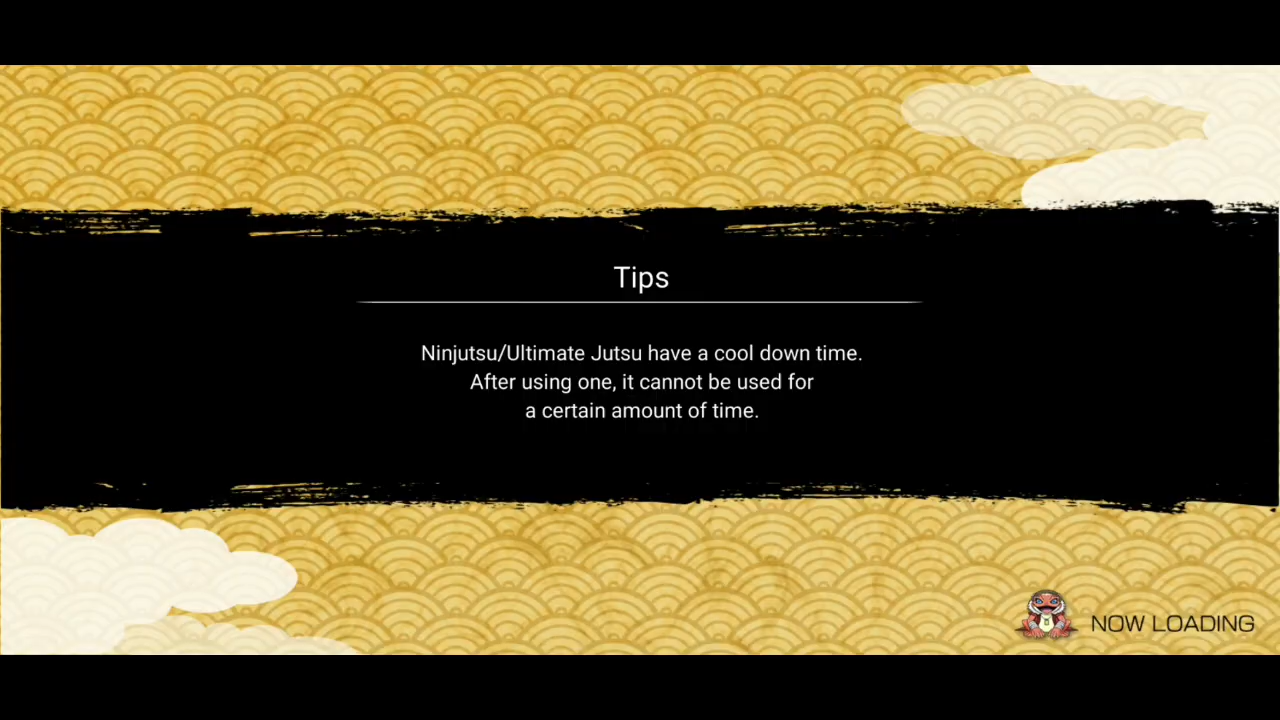 Tips
Ninjutsu/Ultimate Jutsu have a cool down time.
After using one, it cannot be used for
a certain amount of time.
NOW LOADING